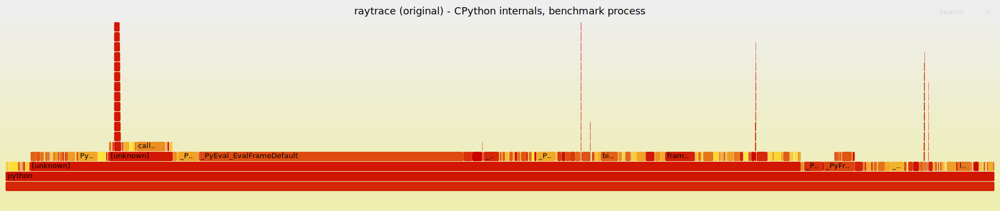 raytrace (original) - CPython internals, benchmark process
Search ic
call..
Py.. [unknown] _P.. _PyEval_EvalFrameDefault _.. _P.. bi.. fram..
[unknown] _P.. _PyFr.. _.. l..
python